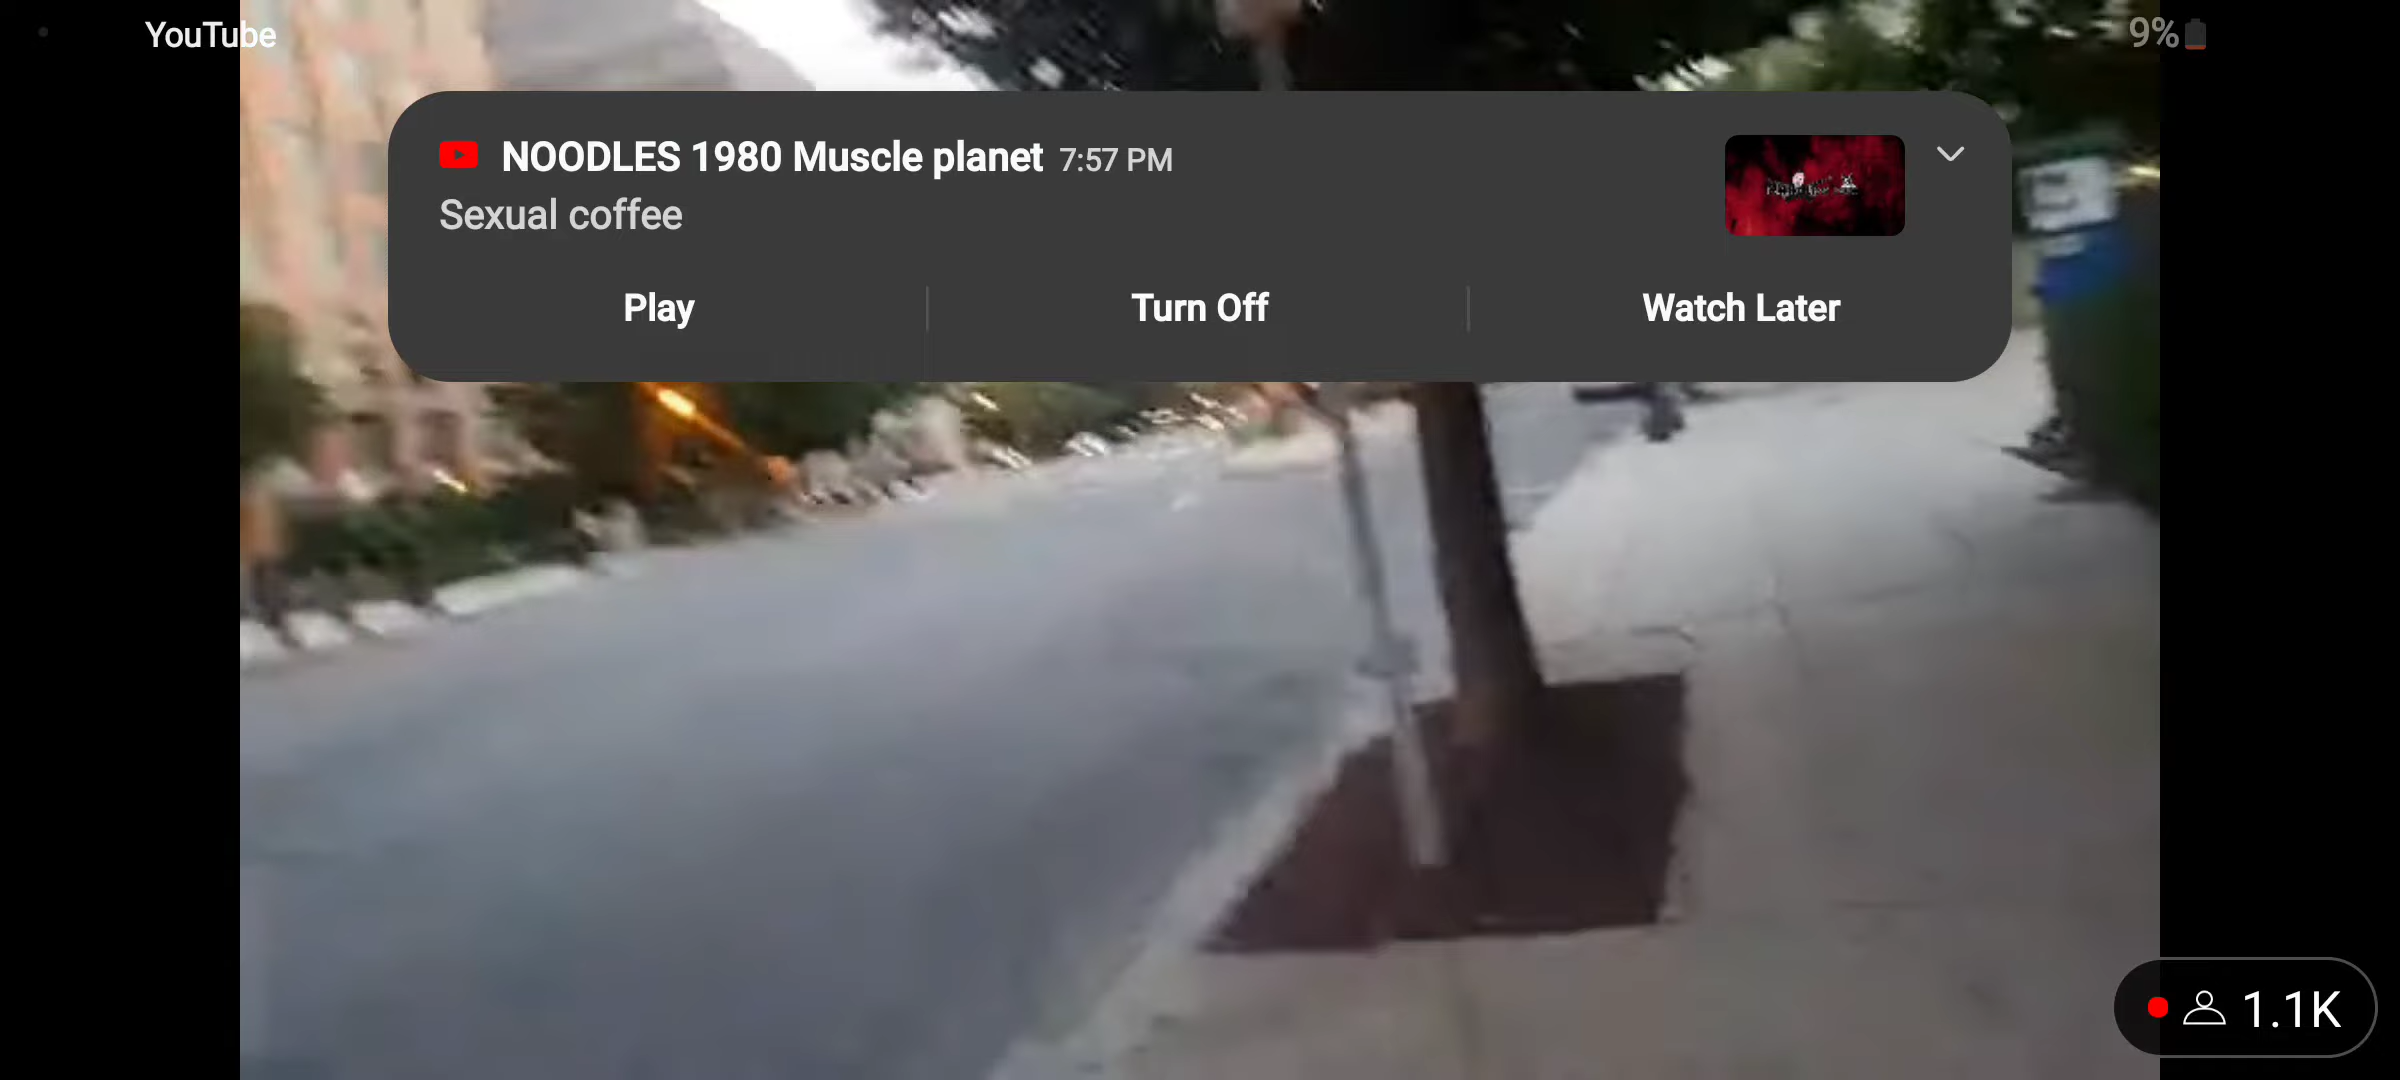 YouTube
9%
NOODLES 1980 Muscle planet 7:57 PM
Sexual coffee
Play
Turn Off
Watch Later
1.1K